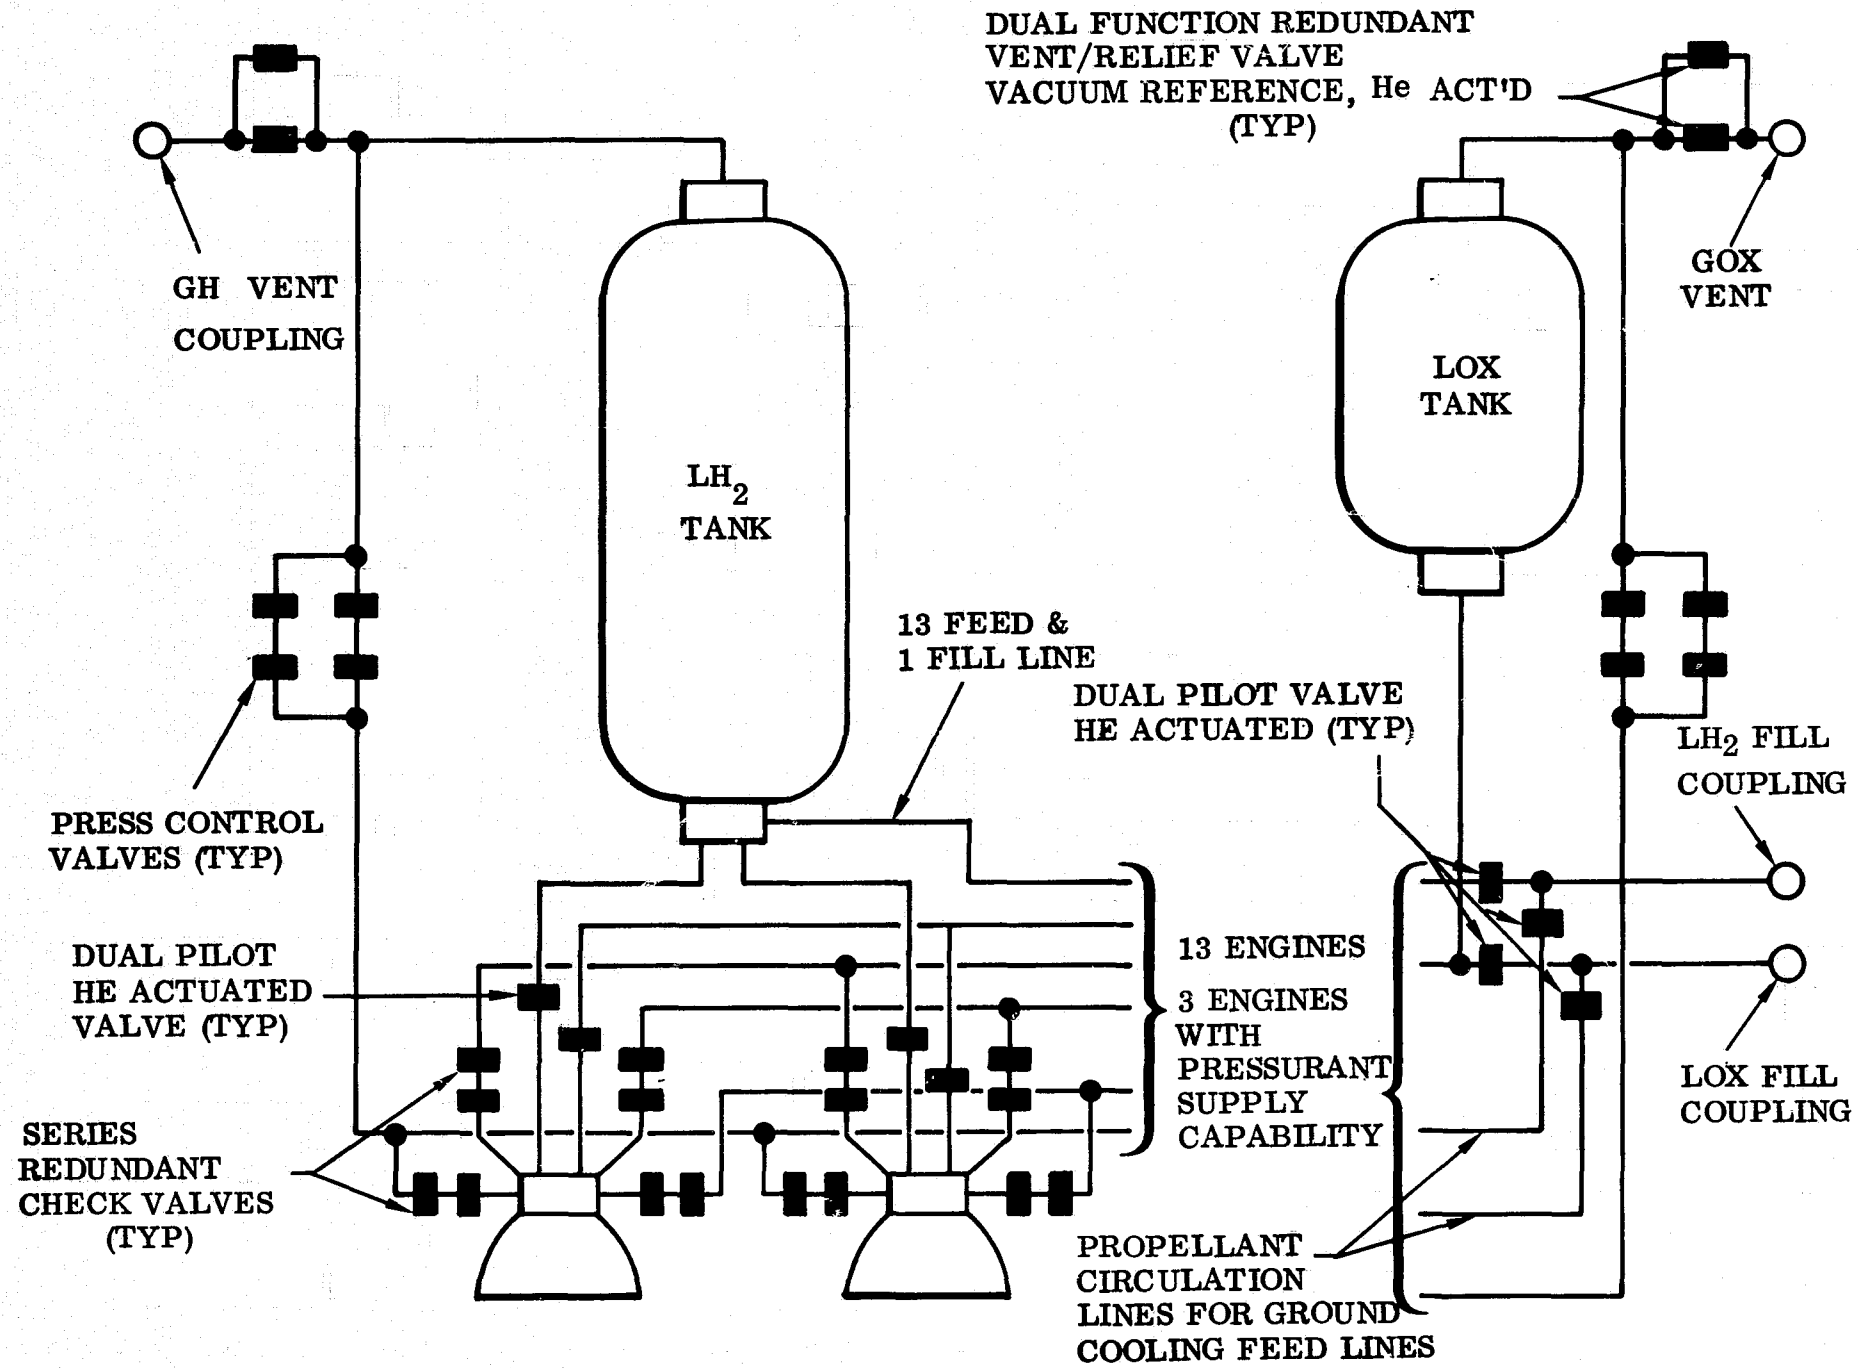 DUAL FUNCTION REDUNDANT
VENT/RELIEF VALVE
VACUUM REFERENCE, He ACT'D
(TYP)
GH VENT
COUPLING
GOX
VENT
LOX
TANK
LH2
TANK
13 FEED &
1 FILL LINE
DUAL PILOT VALVE
HE ACTUATED (TYP)
LH2 FILL
COUPLING
PRESS CONTROL
VALVES (TYP)
DUAL PILOT
HE ACTUATED
VALVE (TYP)
13 ENGINES
3 ENGINES
WITH
PRESSURANT
SUPPLY
CAPABILITY
LOX FILL
COUPLING
SERIES
REDUNDANT
CHECK VALVES
(TYP)
PROPELLANT
CIRCULATION
LINES FOR GROUND
COOLING FEED LINES